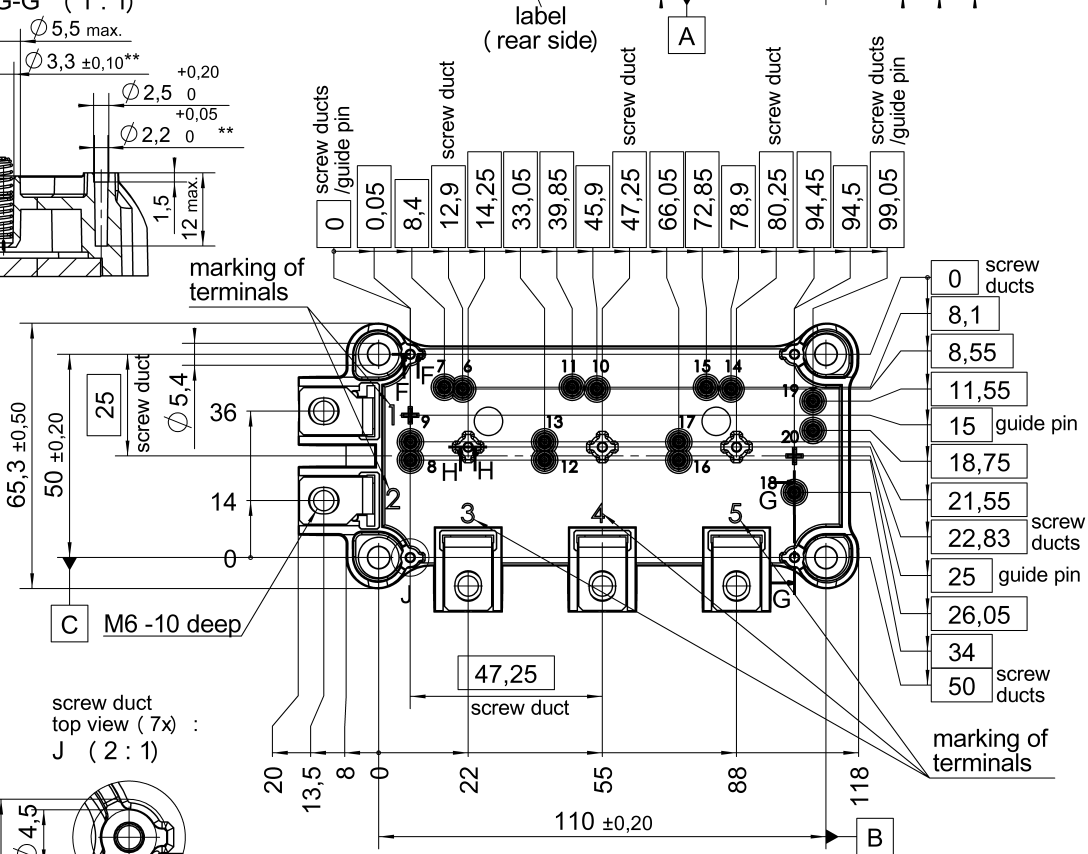 G-G ( 1 : 1)
∅ 5,5 max.
∅ 3,3 ±0,10**
∅ 2,5 +0,20 0
∅ 2,2 +0,05 0 **
1,5
12 max.
label
( rear side)
A
screw ducts
/guide pin
screw duct
screw duct
screw duct
screw ducts
/guide pin
0
0,05
8,4
12,9
14,25
33,05
39,85
45,9
47,25
66,05
72,85
78,9
80,25
94,45
94,5
99,05
marking of
terminals
0 screw
ducts
8,1
8,55
11,55
15 guide pin
18,75
21,55
22,83 screw
ducts
25 guide pin
26,05
34
50 screw
ducts
65,3 ±0,50
50 ±0,20
25
screw duct
∅ 5,4
36
14
0
F F
7 6 11 10 15 14
19
1
9 13 17
20
8 12 16
H H
18
G
2
3 4 5
J
G
C
M6 -10 deep
47,25
screw duct
screw duct
top view ( 7x) :
J ( 2 : 1)
marking of
terminals
20
13,5
8
0
22
55
88
118
∅ 4,5
110 ±0,20
B